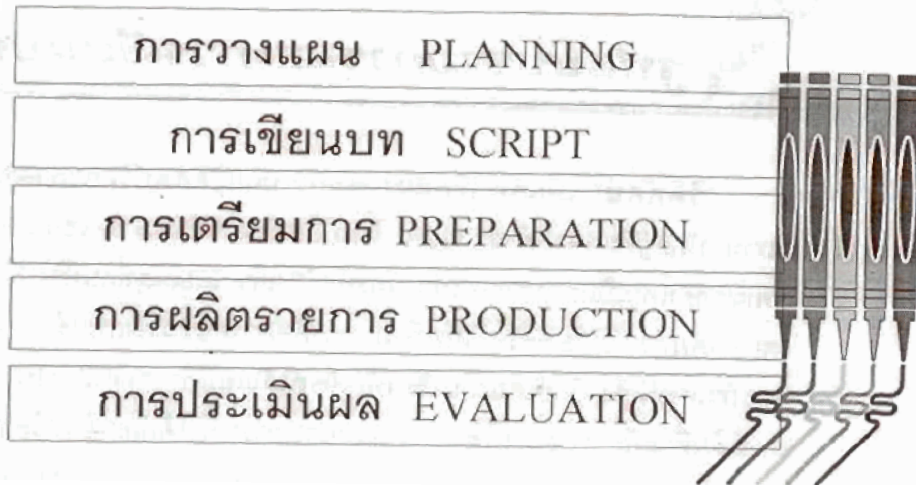 การวางแผน PLANNING
การเขียนบท SCRIPT
การเตรียมการ PREPARATION
การผลิตรายการ PRODUCTION
การประเมินผล EVALUATION